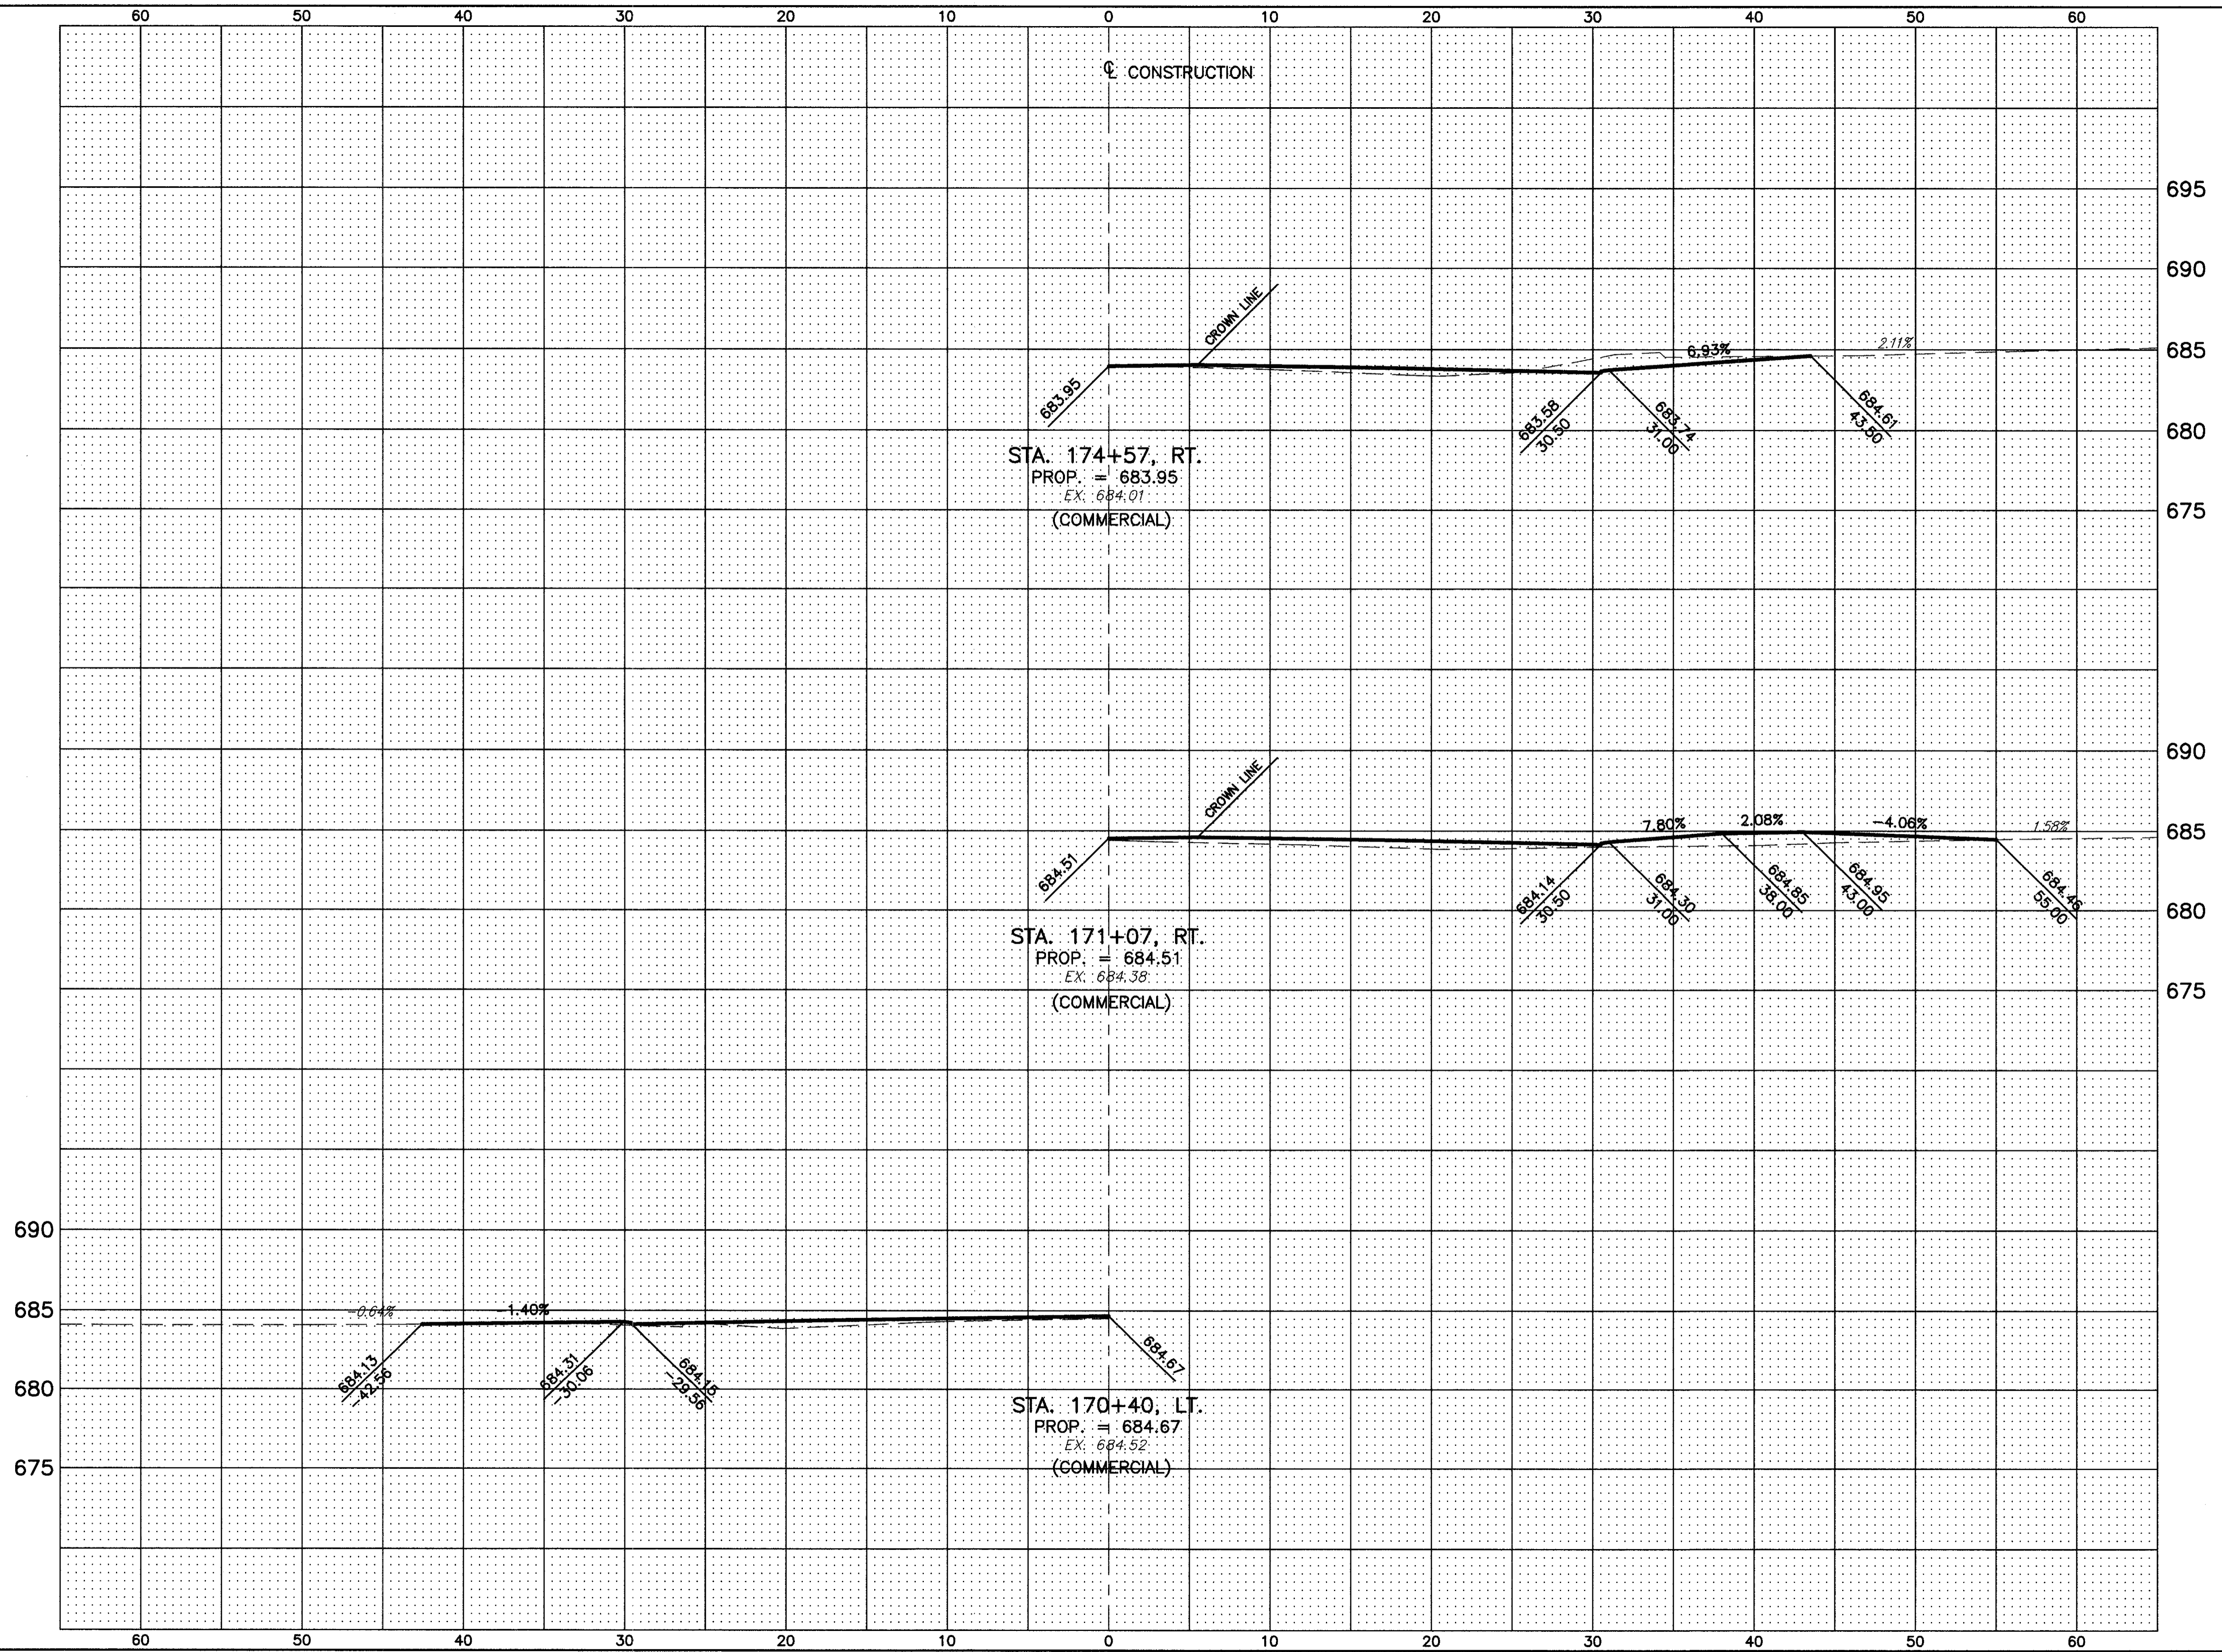 60 50 40 30 20 10 0 10 20 30 40 50 60
℄ CONSTRUCTION
695
690
CROWN LINE
6.93%
2.11%
685
683.95
683.58
30.50
683.74
31.00
684.61
43.50
680
STA. 174+57, RT.
PROP. = 683.95
EX. 684.01
(COMMERCIAL)
675
690
CROWN LINE
7.80%
2.08%
-4.06%
1.58%
685
684.51
684.14
30.50
684.30
31.00
684.85
38.00
684.95
43.00
684.46
55.00
680
STA. 171+07, RT.
PROP. = 684.51
EX. 684.38
(COMMERCIAL)
675
690
685
-0.64%
-1.40%
684.13
-42.56
684.31
-30.06
684.15
-29.56
684.67
680
STA. 170+40, LT.
PROP. = 684.67
EX. 684.52
(COMMERCIAL)
675
60 50 40 30 20 10 0 10 20 30 40 50 60